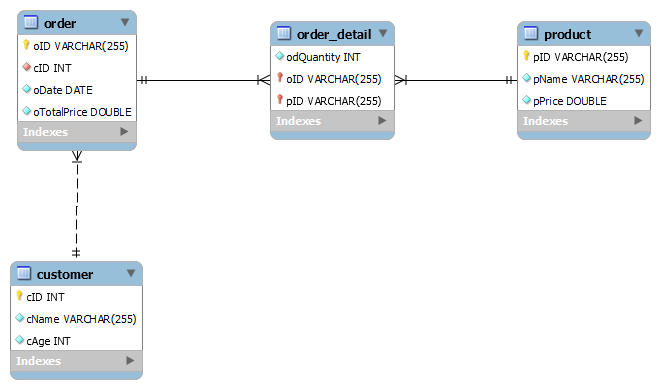 order
oID VARCHAR(255)
cID INT
oDate DATE
oTotalPrice DOUBLE
Indexes
order_detail
odQuantity INT
oID VARCHAR(255)
pID VARCHAR(255)
Indexes
product
pID VARCHAR(255)
pName VARCHAR(255)
pPrice DOUBLE
Indexes
customer
cID INT
cName VARCHAR(255)
cAge INT
Indexes